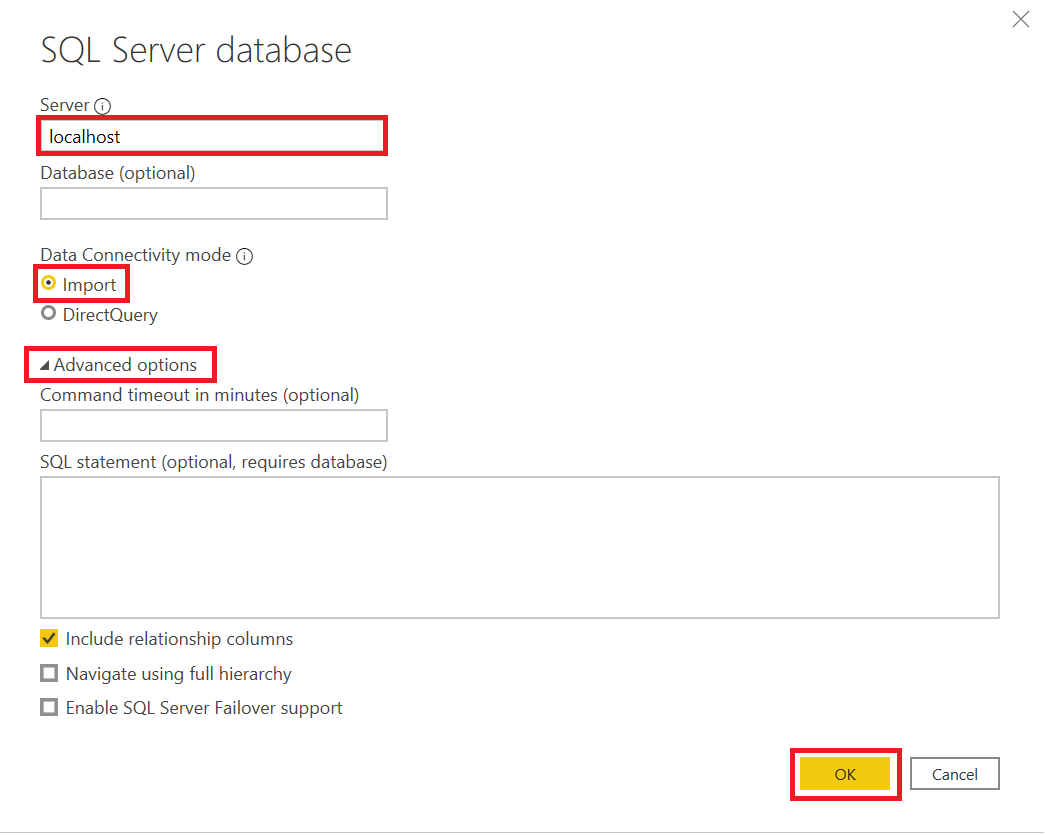 SQL Server database
Server
localhost
Database (optional)
Data Connectivity mode
Import
DirectQuery
Advanced options
Command timeout in minutes (optional)
SQL statement (optional, requires database)
Include relationship columns
Navigate using full hierarchy
Enable SQL Server Failover support
OK Cancel